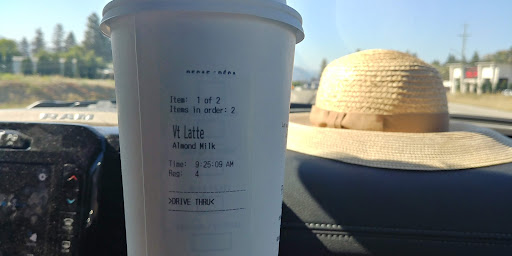 Item: 1 of 2
Items in order: 2
Vt Latte
Almond Milk
Time: 9:25:09 AM
Reg: 4
>DRIVE THRU<